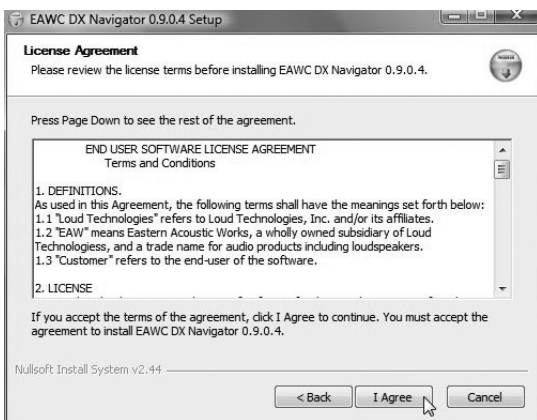 EAWC DX Navigator 0.9.0.4 Setup
License Agreement
Please review the license terms before installing EAWC DX Navigator 0.9.0.4.
Press Page Down to see the rest of the agreement.
END USER SOFTWARE LICENSE AGREEMENT
Terms and Conditions
1. DEFINITIONS.
As used in this Agreement, the following terms shall have the meanings set forth below:
1.1 "Loud Technologies" refers to Loud Technologies, Inc. and/or its affiliates.
1.2 "EAW" means Eastern Acoustic Works, a wholly owned subsidiary of Loud
Technologiess, and a trade name for audio products including loudspeakers.
1.3 "Customer" refers to the end-user of the software.
2. LICENSE
If you accept the terms of the agreement, click I Agree to continue. You must accept the
agreement to install EAWC DX Navigator 0.9.0.4.
Nullsoft Install System v2.44
< Back I Agree Cancel